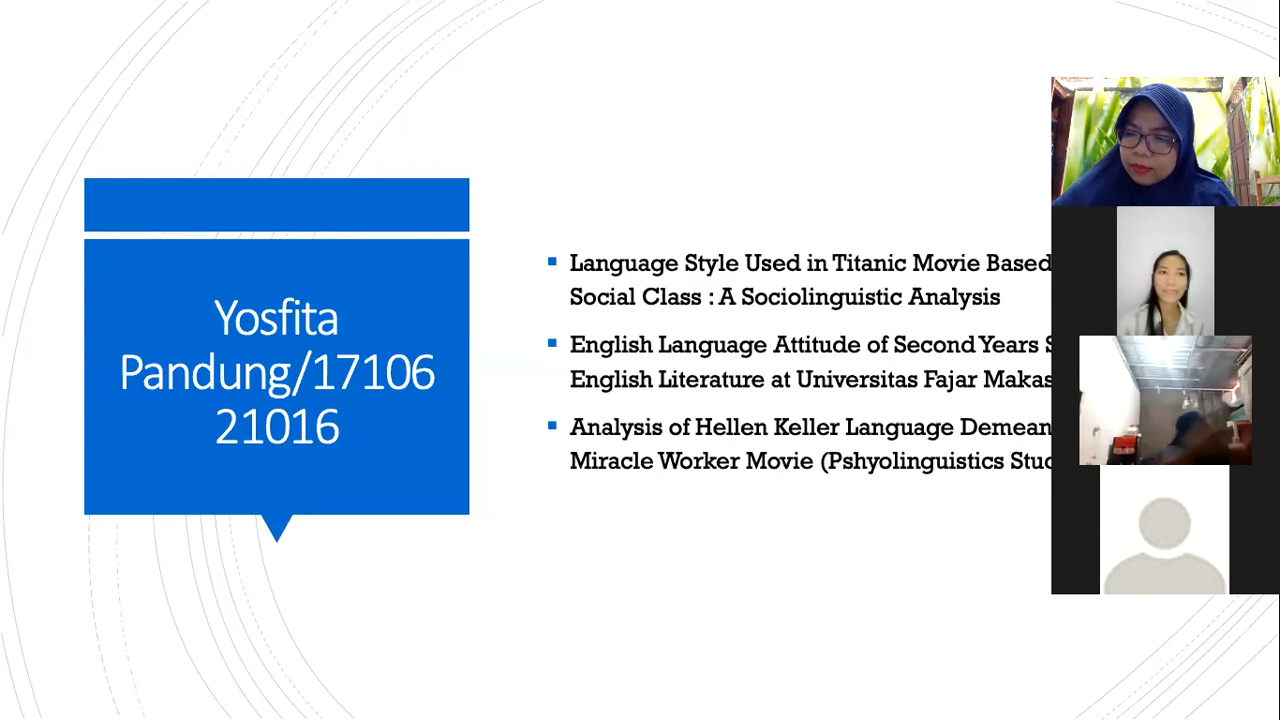 Yosfita
Pandung/17106
21016
Language Style Used in Titanic Movie Based
Social Class : A Sociolinguistic Analysis
English Language Attitude of Second Years
English Literature at Universitas Fajar
Analysis of Hellen Keller Language
Miracle Worker Movie (Pshyolinguistics